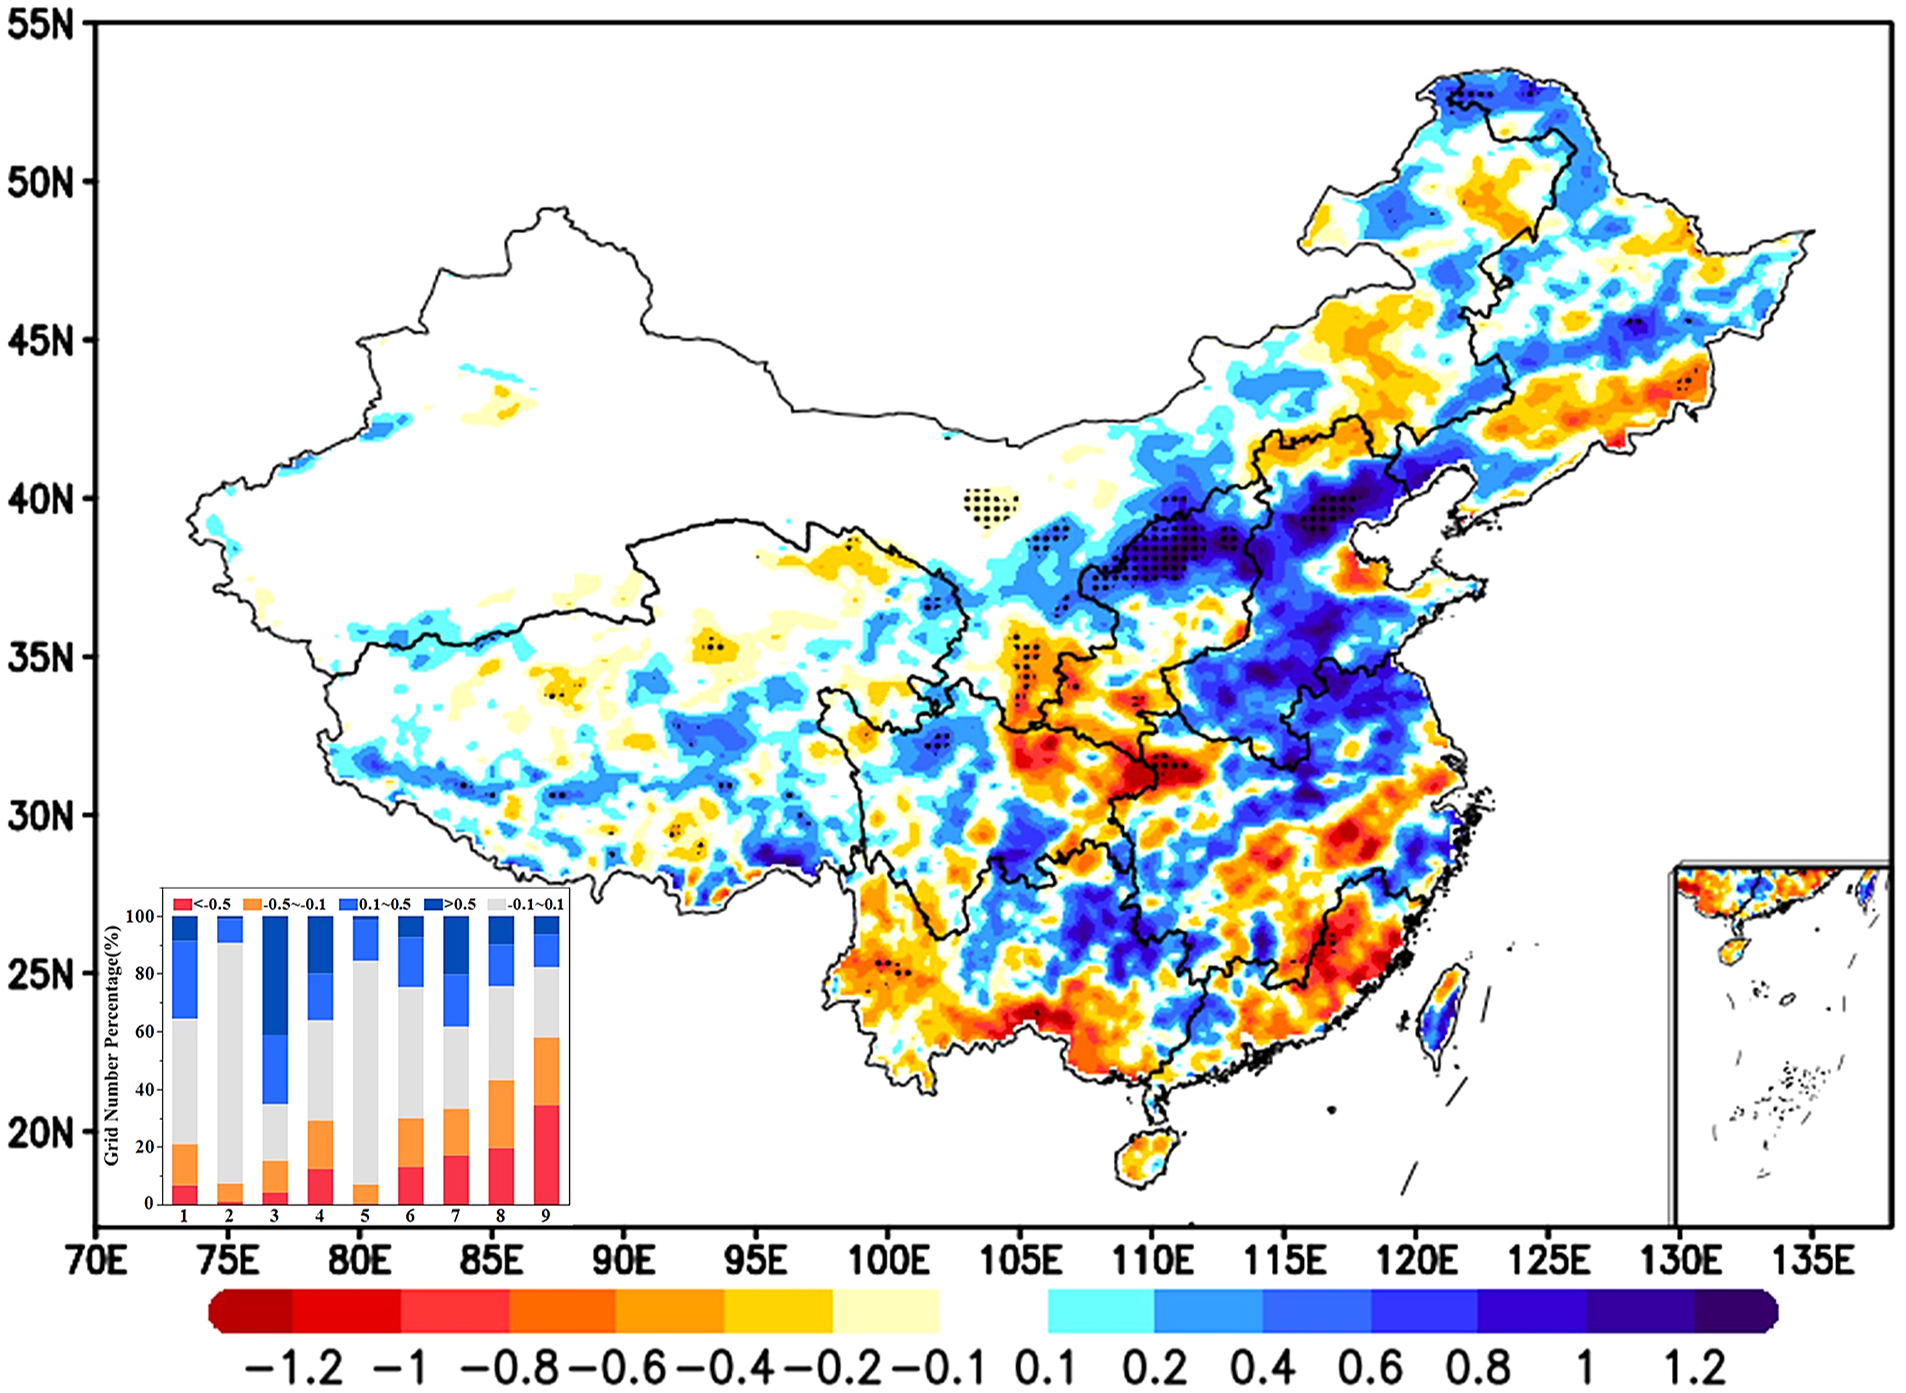 55N
50N
45N
40N
35N
30N
25N
20N
<-0.5 -0.5~-0.1 0.1~0.5 >0.5 -0.1~0.1
Grid Number Percentage(%)
100
80
60
40
20
0
1 2 3 4 5 6 7 8 9
70E 75E 80E 85E 90E 95E 100E 105E 110E 115E 120E 125E 130E 135E
−1.2 −1 −0.8 −0.6 −0.4 −0.2 −0.1 0.1 0.2 0.4 0.6 0.8 1 1.2